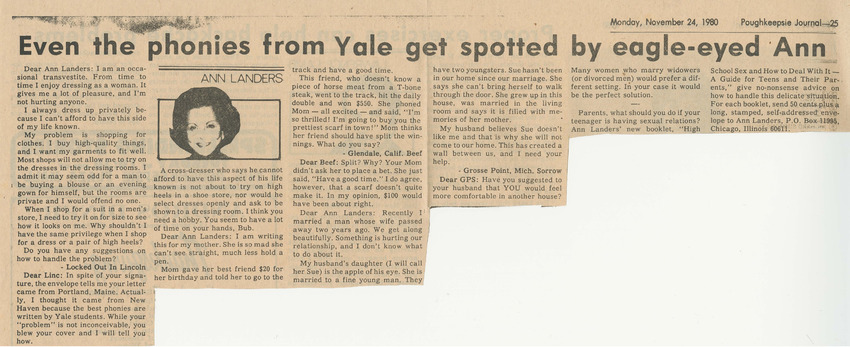 Monday, November 24, 1980 Poughkeepsie Journal—25
Even the phonies from Yale get spotted by eagle-eyed Ann
Dear Ann Landers: I am an occa-
sional transvestite. From time to
time I enjoy dressing as a woman. It
gives me a lot of pleasure, and I'm
not hurting anyone.
I always dress up privately be-
cause I can't afford to have this side
of my life known.
My problem is shopping for
clothes. I buy high-quality things,
and I want my garments to fit well.
Most shops will not allow me to try on
the dresses in the dressing rooms. I
admit it may seem odd for a man to
be buying a blouse or an evening
gown for himself, but the rooms are
private and I would offend no one.
When I shop for a suit in a men's
store, I need to try it on for size to see
how it looks on me. Why shouldn't I
have the same privilege when I shop
for a dress or a pair of high heels?
Do you have any suggestions on
how to handle the problem?
- Locked Out In Lincoln
Dear Linc: In spite of your signa-
ture, the envelope tells me your letter
came from Portland, Maine. Actual-
ly, I thought it came from New
Haven because the best phonies are
written by Yale students. While your
"problem" is not inconceivable, you
blew your cover and I will tell you
how.
ANN LANDERS
A cross-dresser who says he cannot
afford to have this aspect of his life
known is not about to try on high
heels in a shoe store, nor would he
select dresses openly and ask to be
shown to a dressing room. I think you
need a hobby. You seem to have a lot
of time on your hands, Bub.
Dear Ann Landers: I am writing
this for my mother. She is so mad she
can't see straight, much less hold a
pen.
Mom gave her best friend $20 for
her birthday and told her to go to the
track and have a good time.
This friend, who doesn't know a
piece of horse meat from a T-bone
steak, went to the track, hit the daily
double and won $550. She phoned
Mom — all excited — and said, "I'm
so thrilled! I'm going to buy you the
prettiest scarf in town!" Mom thinks
her friend should have split the win-
nings. What do you say?
- Glendale, Calif. Beef
Dear Beef: Split? Why? Your Mom
didn't ask her to place a bet. She just
said, "Have a good time." I do agree,
however, that a scarf doesn't quite
make it. In my opinion, $100 would
have been about right.
Dear Ann Landers: Recently I
married a man whose wife passed
away two years ago. We get along
beautifully. Something is hurting our
relationship, and I don't know what
to do about it.
My husband's daughter (I will call
her Sue) is the apple of his eye. She is
married to a fine young man. They
have two youngsters. Sue hasn't been
in our home since our marriage. She
says she can't bring herself to walk
through the door. She grew up in this
house, was married in the living
room and says it is filled with me-
mories of her mother.
My husband believes Sue doesn't
like me and that is why she will not
come to our home. This has created a
wall between us, and I need your
help.
- Grosse Point, Mich. Sorrow
Dear GPS: Have you suggested to
your husband that YOU would feel
more comfortable in another house?
Many women who marry widowers
(or divorced men) would prefer a dif-
ferent setting. In your case it would
be the perfect solution.
—
Parents, what should you do if your
teenager is having sexual relations?
Ann Landers' new booklet, "High
School Sex and How to Deal With It —
A Guide for Teens and Their Par-
ents," give no-nonsense advice on
how to handle this delicate situation.
For each booklet, send 50 cents plus a
long, stamped, self-addressed enve-
lope to Ann Landers, P.O. Box 11995,
Chicago, Illinois 60611.